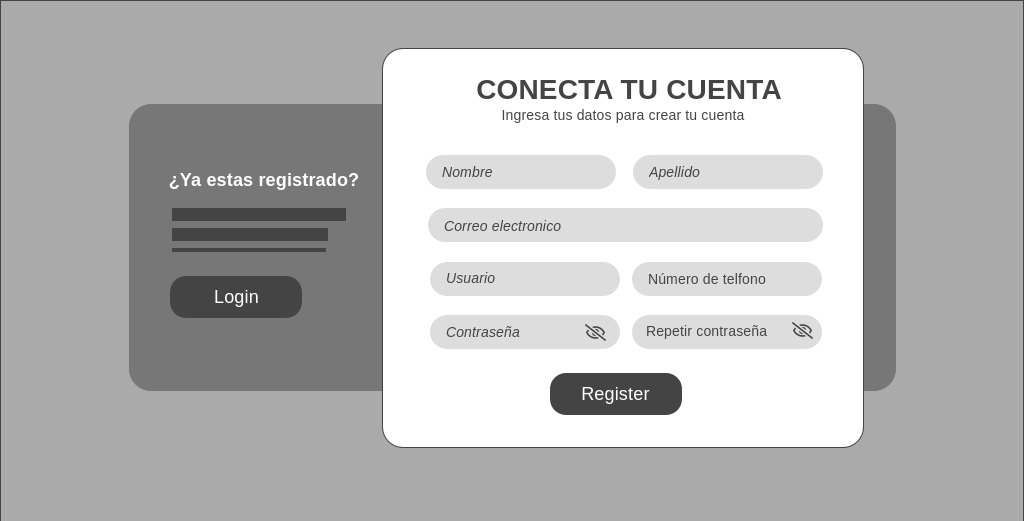 ¿Ya estas registrado?
Login
CONECTA TU CUENTA
Ingresa tus datos para crear tu cuenta
Nombre
Apellido
Correo electronico
Usuario
Número de telfono
Contraseña
Repetir contraseña
Register